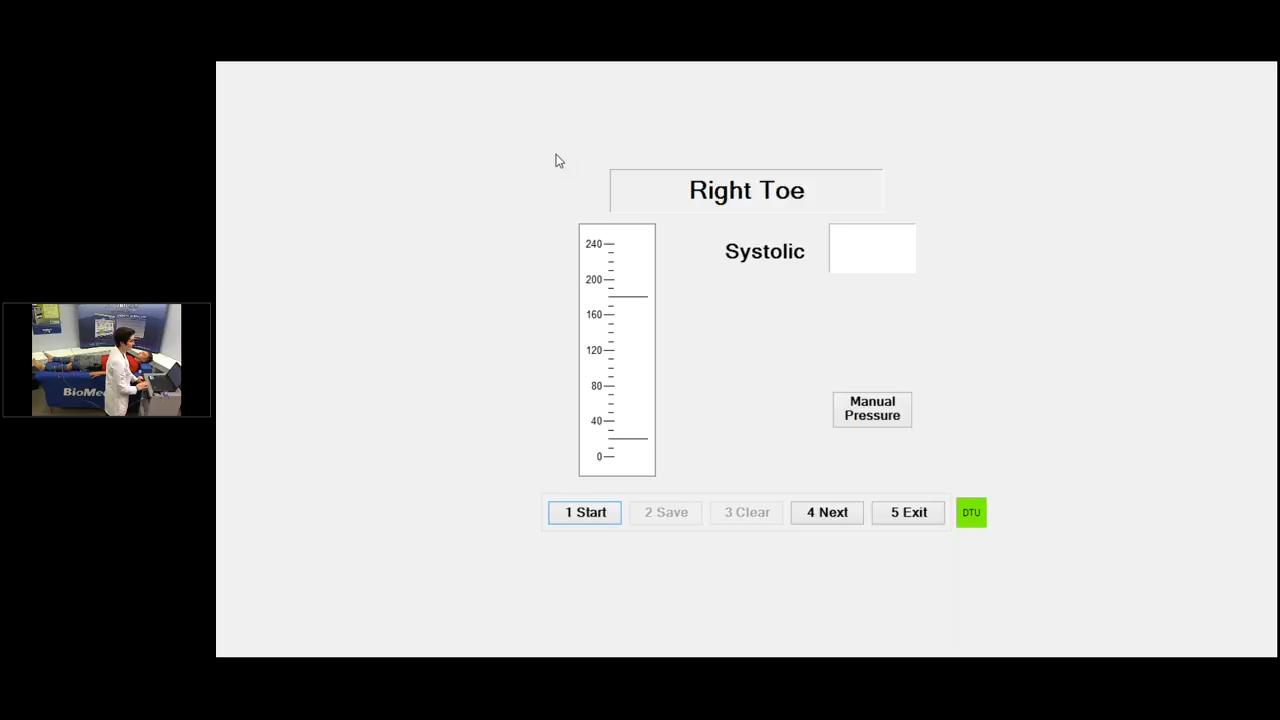 Right Toe
Systolic
240
200
160
120
80
40
0
Manual
Pressure
1 Start
2 Save
3 Clear
4 Next
5 Exit
DTU
BioMed